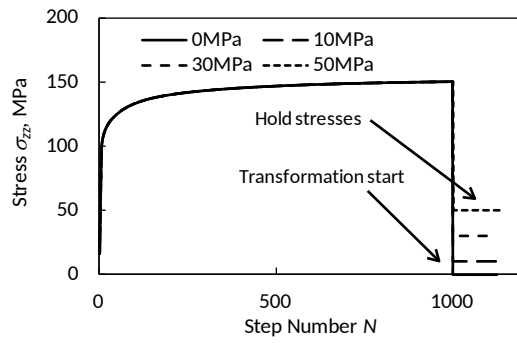 200
0MPa 10MPa
30MPa 50MPa
150
Stress σzz, MPa
Hold stresses
100
Transformation start
50
0
0 500 1000
Step Number N